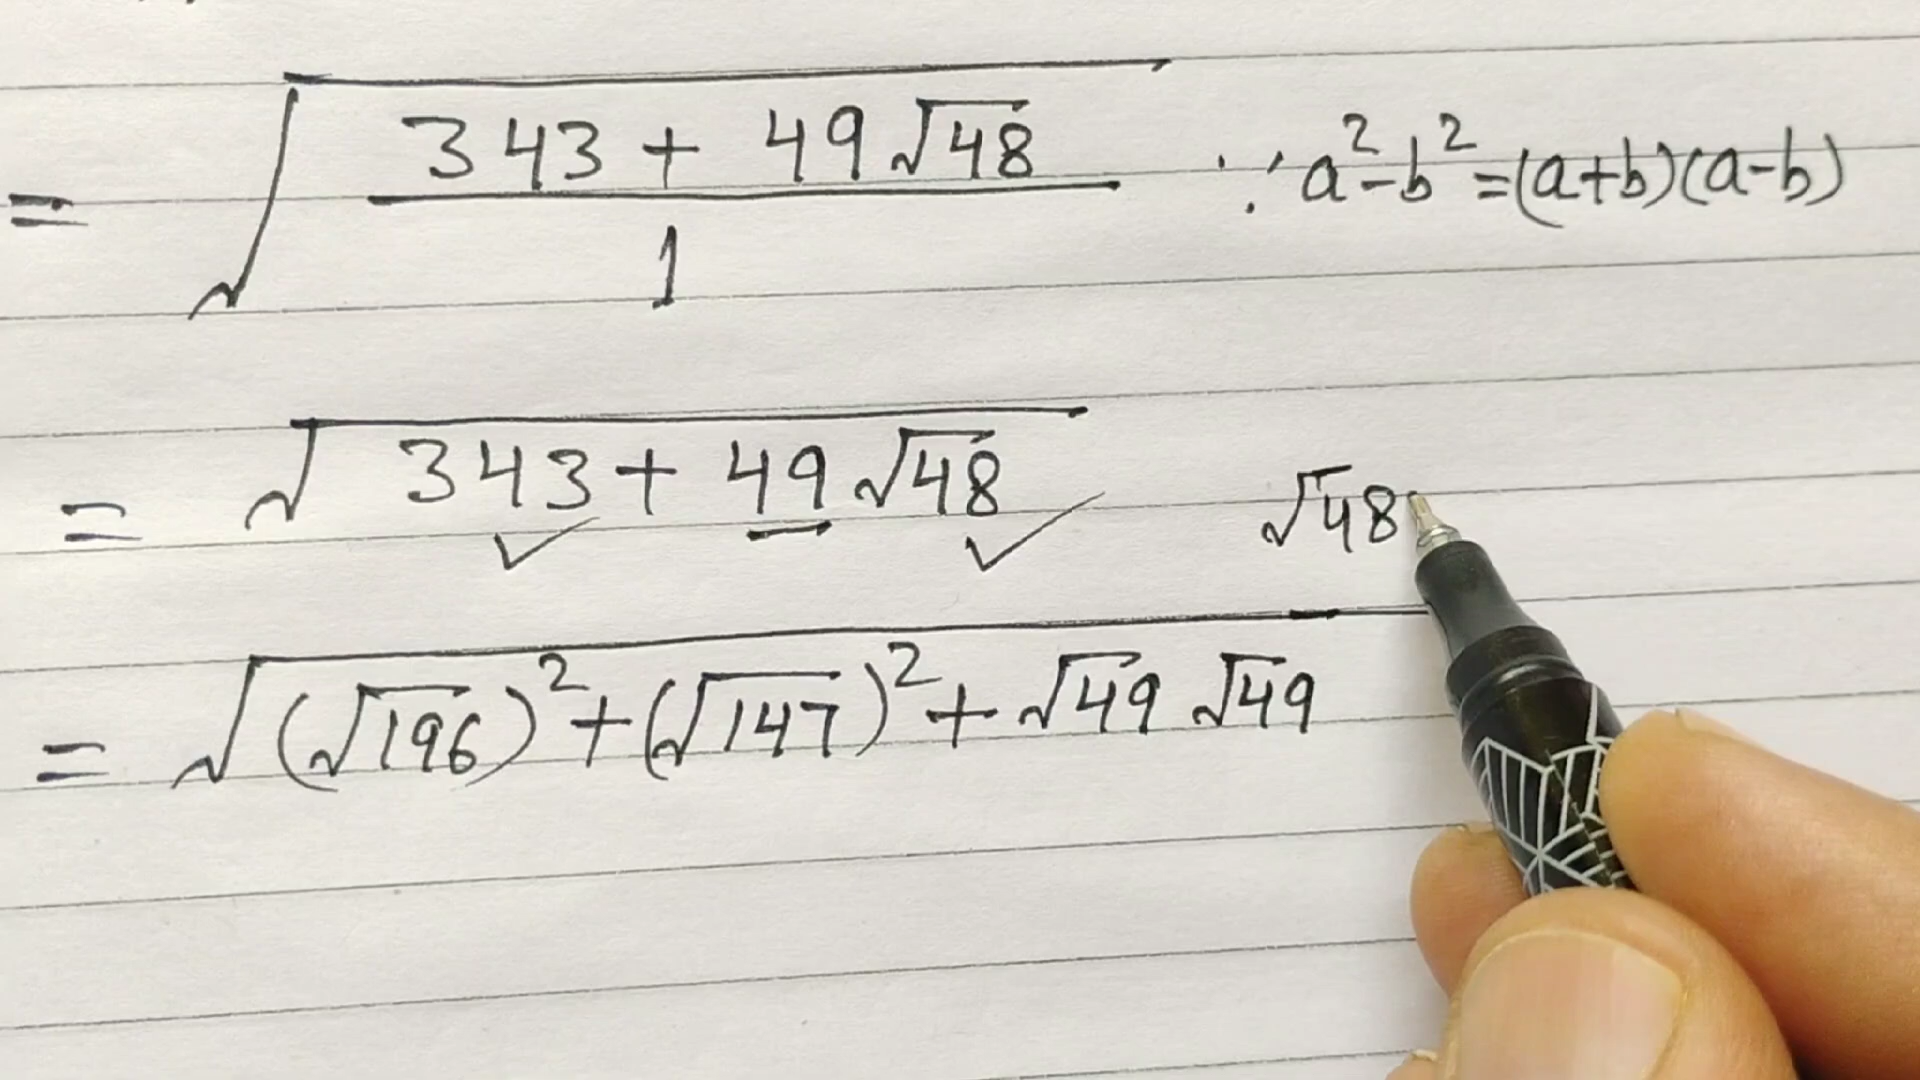 = √((343 + 49√48)/1) ∵ a² - b² = (a+b)(a-b)
= √(343 + 49√48) √48
= √((√196)² + (√147)² + √49 √49)